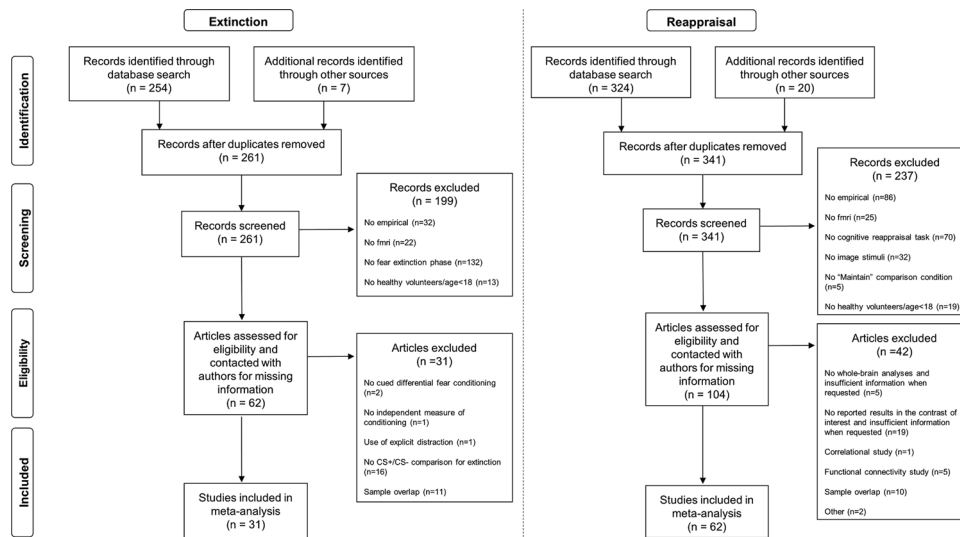 Extinction
Identification
Screening
Eligibility
Included
Records identified through
database search
(n = 254)
Additional records identified
through other sources
(n = 7)
Records after duplicates removed
(n = 261)
Records screened
(n = 261)
Records excluded
(n = 199)
No empirical (n=32)
No fmri (n=22)
No fear extinction phase (n=132)
No healthy volunteers/age<18 (n=13)
Articles assessed for
eligibility and
contacted with
authors for missing
information
(n = 62)
Articles excluded
(n =31)
No cued differential fear conditioning
(n=2)
No independent measure of
conditioning (n=1)
Use of explicit distraction (n=1)
No CS+/CS- comparison for extinction
(n=16)
Sample overlap (n=11)
Studies included in
meta-analysis
(n = 31)
Reappraisal
Identification
Screening
Eligibility
Included
Records identified through
database search
(n = 324)
Additional records identified
through other sources
(n = 20)
Records after duplicates removed
(n = 341)
Records screened
(n = 341)
Records excluded
(n = 237)
No empirical (n=86)
No fmri (n=25)
No cognitive reappraisal task (n=70)
No image stimuli (n=32)
No “Maintain” comparison condition
(n=5)
No healthy volunteers/age<18 (n=19)
Articles assessed for
eligibility and
contacted with
authors for missing
information
(n = 104)
Articles excluded
(n =42)
No whole-brain analyses and
insufficient information when
requested (n=5)
No reported results in the contrast of
interest and insufficient information
when requested (n=19)
Correlational study (n=1)
Functional connectivity study (n=5)
Sample overlap (n=10)
Other (n=2)
Studies included in
meta-analysis
(n = 62)